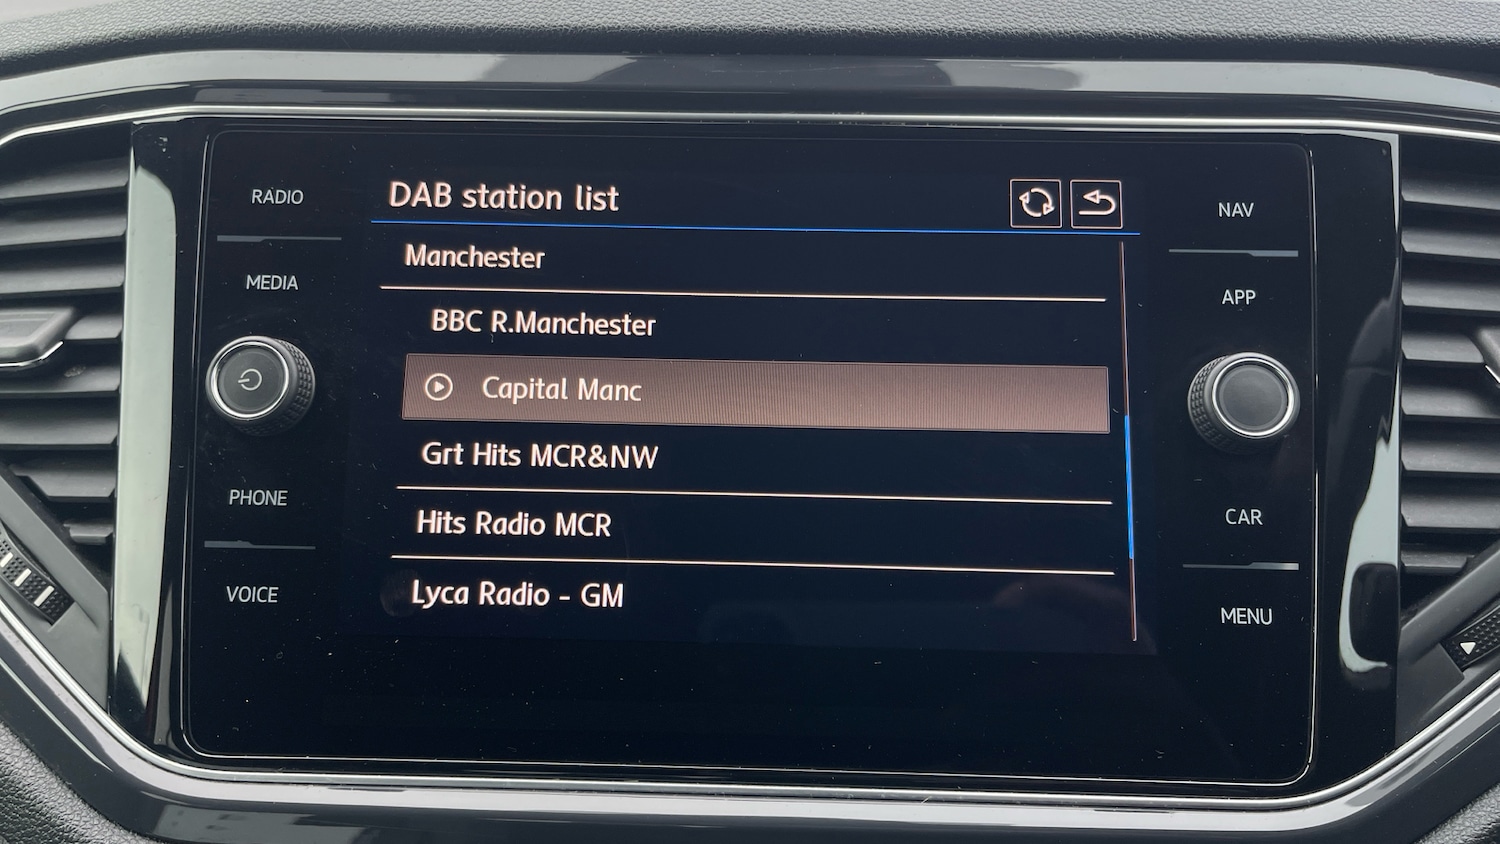 RADIO
MEDIA
PHONE
VOICE
DAB station list
Manchester
BBC R.Manchester
Capital Manc
Grt Hits MCR&NW
Hits Radio MCR
Lyca Radio - GM
NAV
APP
CAR
MENU